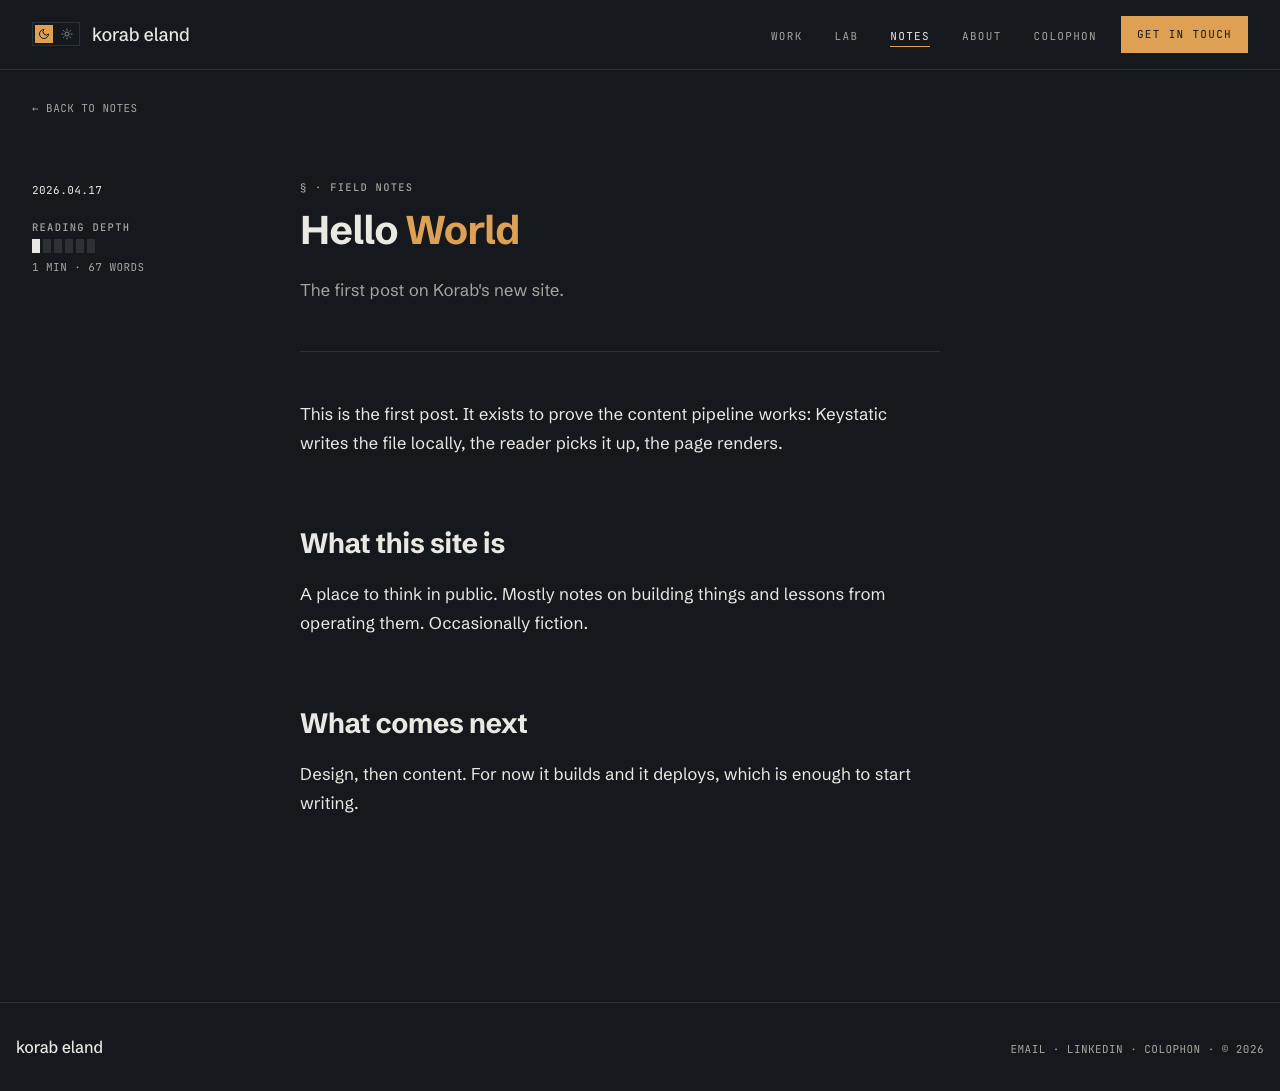 korab eland
WORK LAB NOTES ABOUT COLOPHON GET IN TOUCH
← BACK TO NOTES
2026.04.17
READING DEPTH
1 MIN · 67 WORDS
§ · FIELD NOTES
Hello World
The first post on Korab's new site.
This is the first post. It exists to prove the content pipeline works: Keystatic
writes the file locally, the reader picks it up, the page renders.
What this site is
A place to think in public. Mostly notes on building things and lessons from
operating them. Occasionally fiction.
What comes next
Design, then content. For now it builds and it deploys, which is enough to start
writing.
korab eland
EMAIL · LINKEDIN · COLOPHON · © 2026